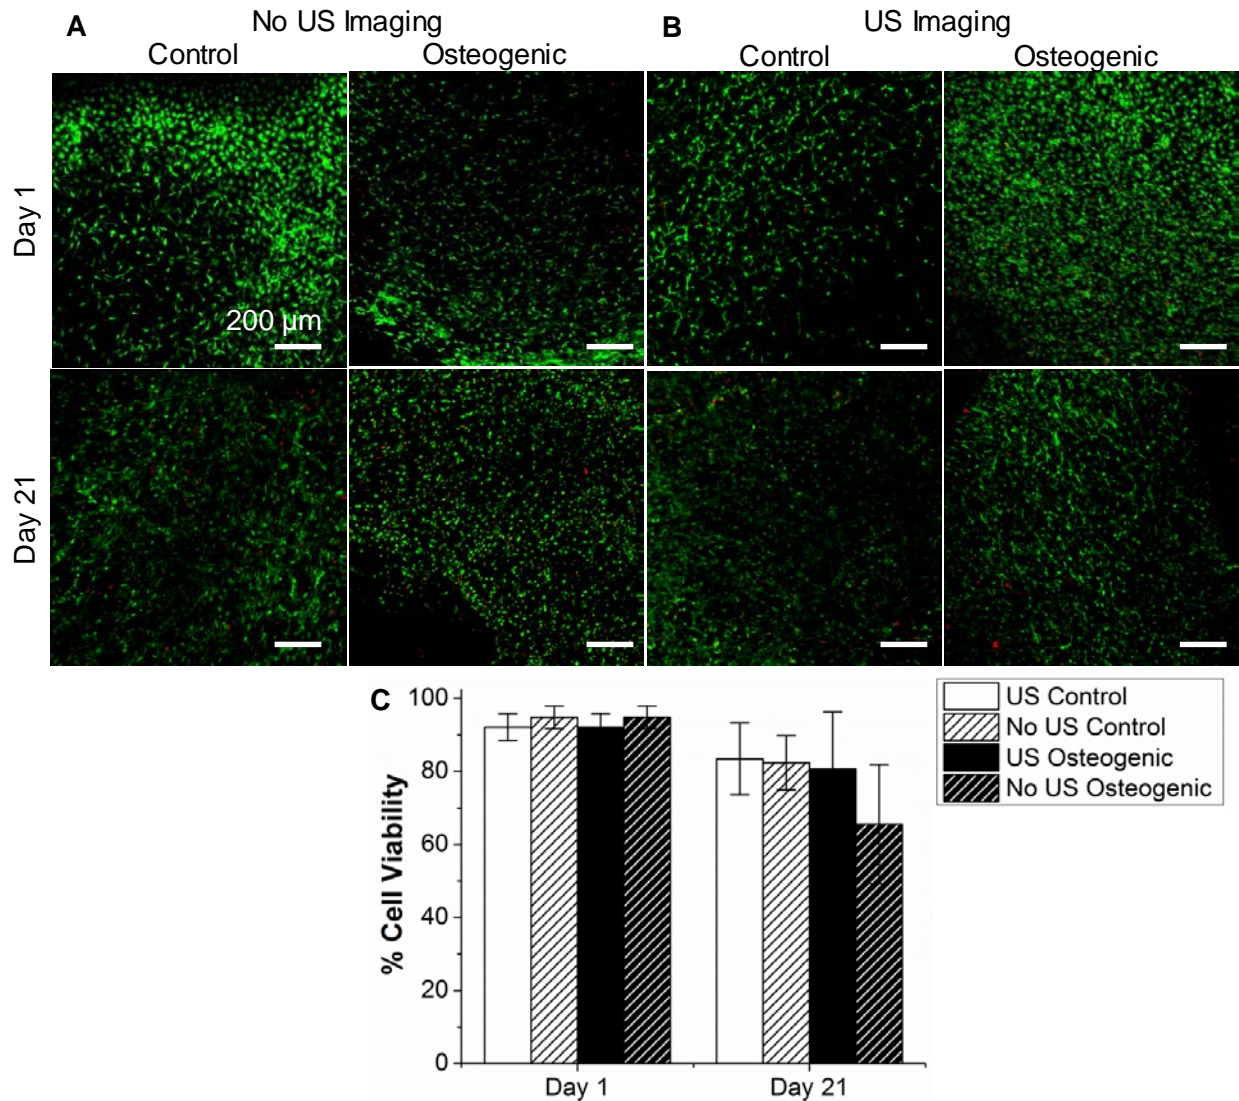 A No US Imaging B US Imaging
Control Osteogenic Control Osteogenic
Day 1
200 µm
Day 21
C
100
80
60
40
20
0
% Cell Viability
Day 1 Day 21
US Control
No US Control
US Osteogenic
No US Osteogenic